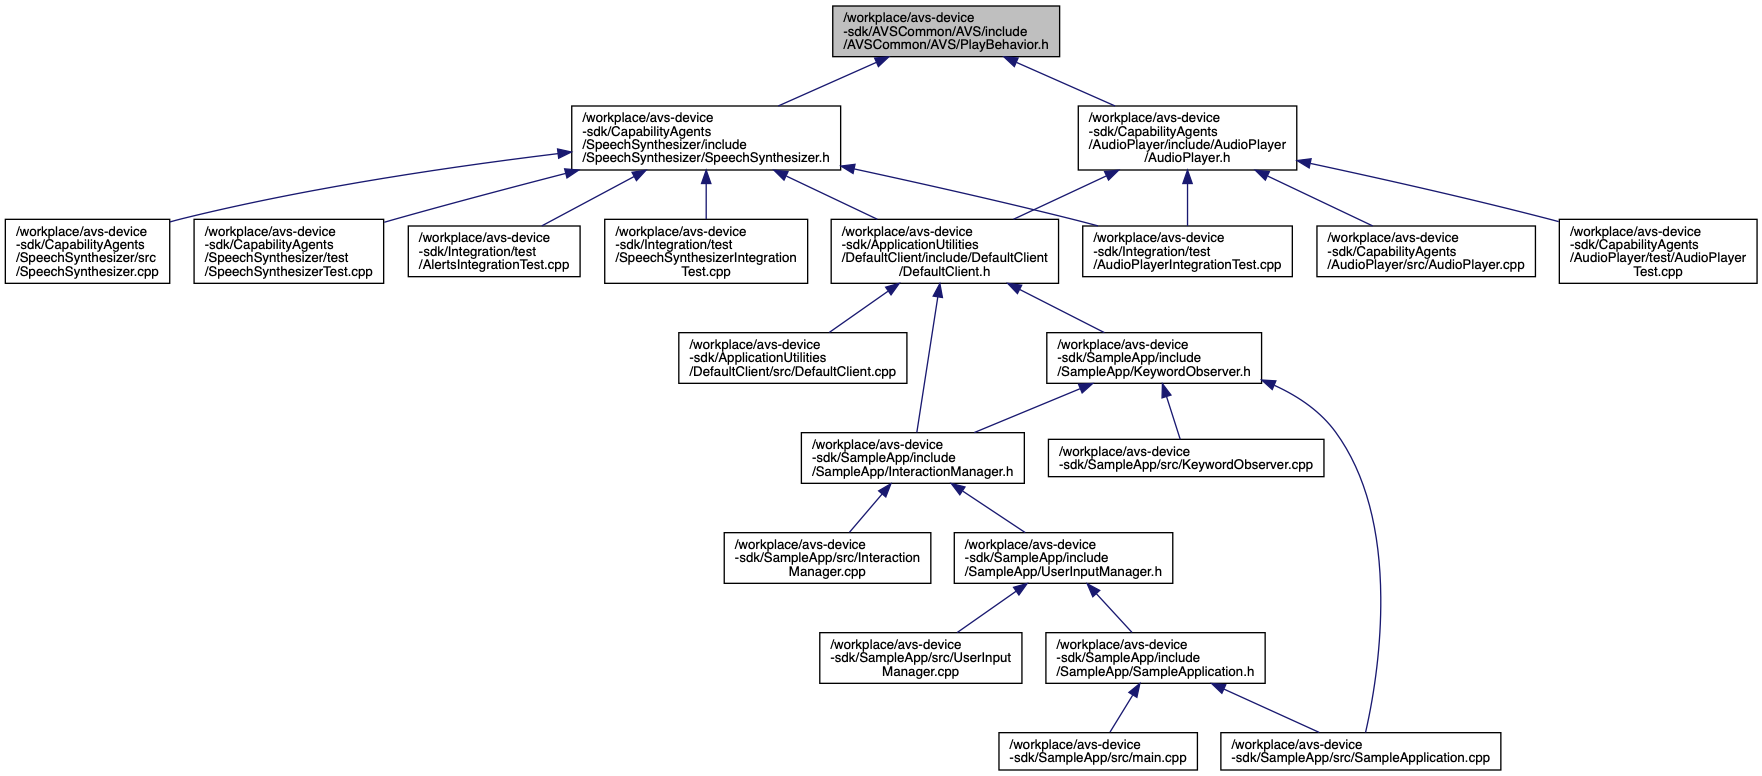 /workplace/avs-device
-sdk/AVSCommon/AVS/include
/AVSCommon/AVS/PlayBehavior.h
/workplace/avs-device
-sdk/CapabilityAgents
/SpeechSynthesizer/include
/SpeechSynthesizer/SpeechSynthesizer.h
/workplace/avs-device
-sdk/CapabilityAgents
/AudioPlayer/include/AudioPlayer
/AudioPlayer.h
/workplace/avs-device
-sdk/CapabilityAgents
/SpeechSynthesizer/src
/SpeechSynthesizer.cpp
/workplace/avs-device
-sdk/CapabilityAgents
/SpeechSynthesizer/test
/SpeechSynthesizerTest.cpp
/workplace/avs-device
-sdk/Integration/test
/AlertsIntegrationTest.cpp
/workplace/avs-device
-sdk/Integration/test
/SpeechSynthesizerIntegration
Test.cpp
/workplace/avs-device
-sdk/ApplicationUtilities
/DefaultClient/include/DefaultClient
/DefaultClient.h
/workplace/avs-device
-sdk/Integration/test
/AudioPlayerIntegrationTest.cpp
/workplace/avs-device
-sdk/CapabilityAgents
/AudioPlayer/src/AudioPlayer.cpp
/workplace/avs-device
-sdk/CapabilityAgents
/AudioPlayer/test/AudioPlayer
Test.cpp
/workplace/avs-device
-sdk/ApplicationUtilities
/DefaultClient/src/DefaultClient.cpp
/workplace/avs-device
-sdk/SampleApp/include
/SampleApp/KeywordObserver.h
/workplace/avs-device
-sdk/SampleApp/include
/SampleApp/InteractionManager.h
/workplace/avs-device
-sdk/SampleApp/src/KeywordObserver.cpp
/workplace/avs-device
-sdk/SampleApp/src/Interaction
Manager.cpp
/workplace/avs-device
-sdk/SampleApp/include
/SampleApp/UserInputManager.h
/workplace/avs-device
-sdk/SampleApp/src/UserInput
Manager.cpp
/workplace/avs-device
-sdk/SampleApp/include
/SampleApp/SampleApplication.h
/workplace/avs-device
-sdk/SampleApp/src/main.cpp
/workplace/avs-device
-sdk/SampleApp/src/SampleApplication.cpp